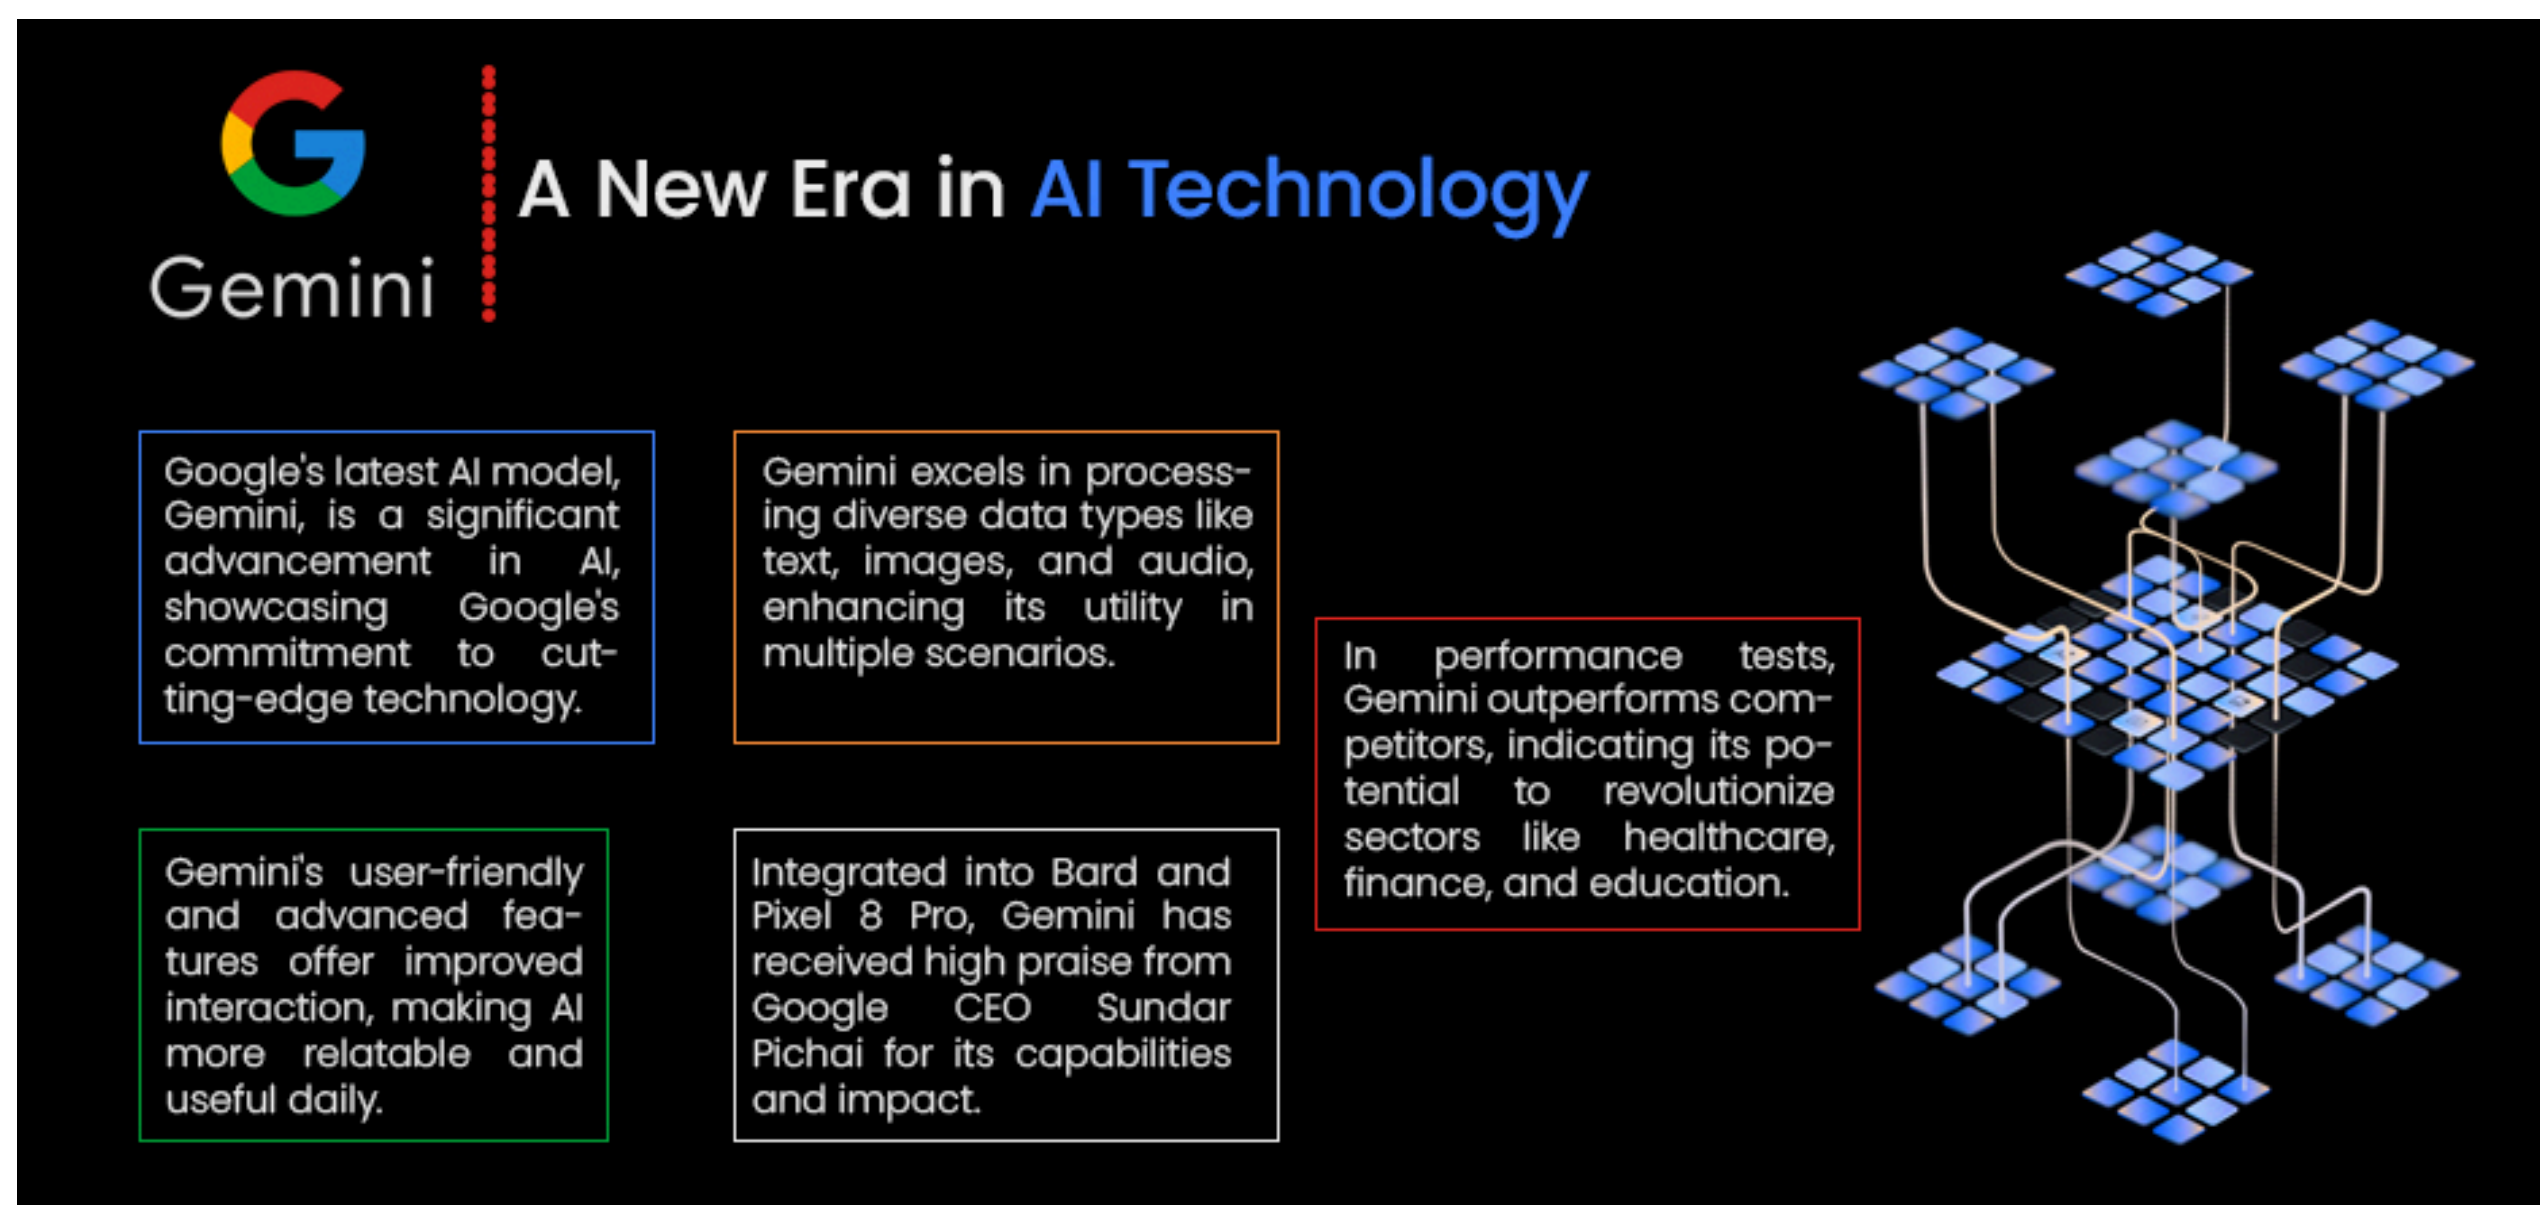 Gemini
A New Era in AI Technology
Google's latest AI model,
Gemini, is a significant
advancement in AI,
showcasing Google's
commitment to cut-
ting-edge technology.
Gemini excels in process-
ing diverse data types like
text, images, and audio,
enhancing its utility in
multiple scenarios.
In performance tests,
Gemini outperforms com-
petitors, indicating its po-
tential to revolutionize
sectors like healthcare,
finance, and education.
Gemini's user-friendly
and advanced fea-
tures offer improved
interaction, making AI
more relatable and
useful daily.
Integrated into Bard and
Pixel 8 Pro, Gemini has
received high praise from
Google CEO Sundar
Pichai for its capabilities
and impact.